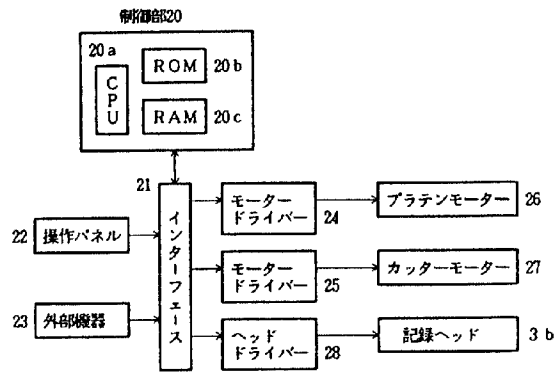 制御部20
20a
CPU
ROM
20b
RAM
20c
21
インターフェース
22
操作パネル
23
外部機器
モーター
ドライバー
24
プラテンモーター
26
モーター
ドライバー
25
カッターモーター
27
ヘッド
ドライバー
28
記録ヘッド
3b